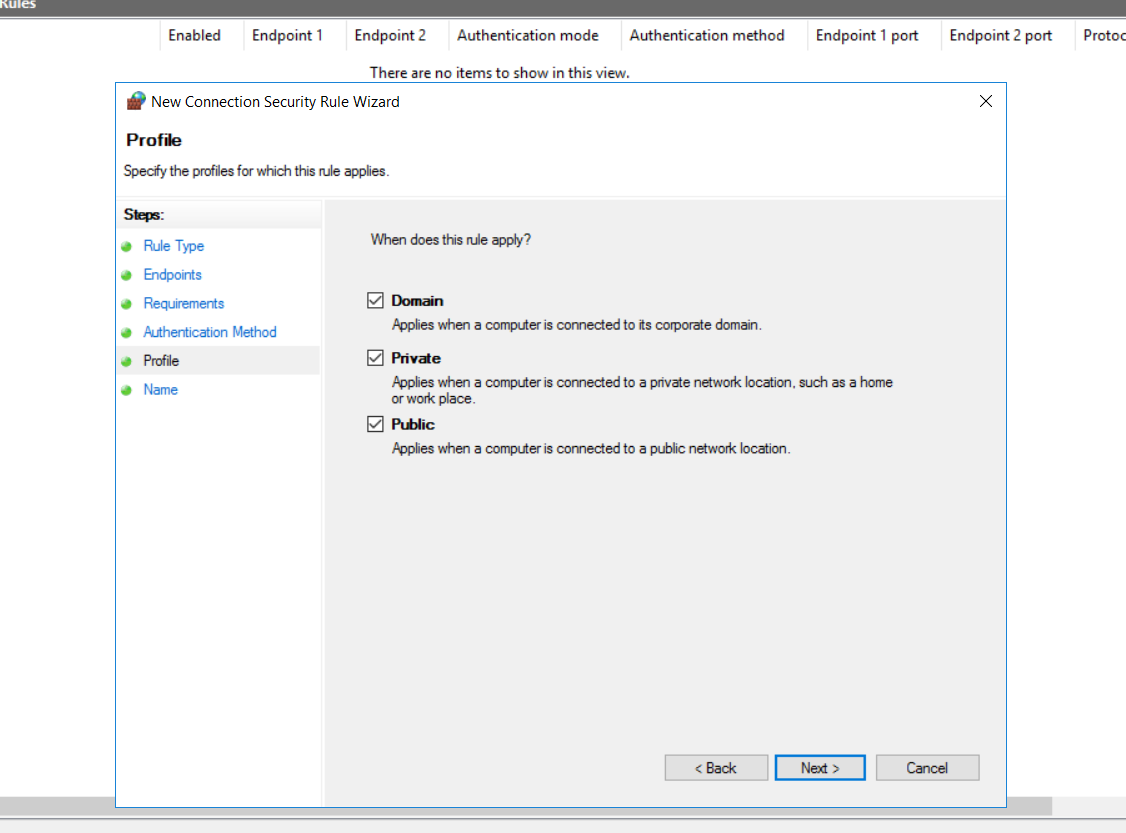 Rules
Enabled Endpoint 1 Endpoint 2 Authentication mode Authentication method Endpoint 1 port Endpoint 2 port Protoc
There are no items to show in this view.
New Connection Security Rule Wizard
Profile
Specify the profiles for which this rule applies.
Steps:
Rule Type
Endpoints
Requirements
Authentication Method
Profile
Name
When does this rule apply?
Domain
Applies when a computer is connected to its corporate domain.
Private
Applies when a computer is connected to a private network location, such as a home
or work place.
Public
Applies when a computer is connected to a public network location.
< Back Next > Cancel